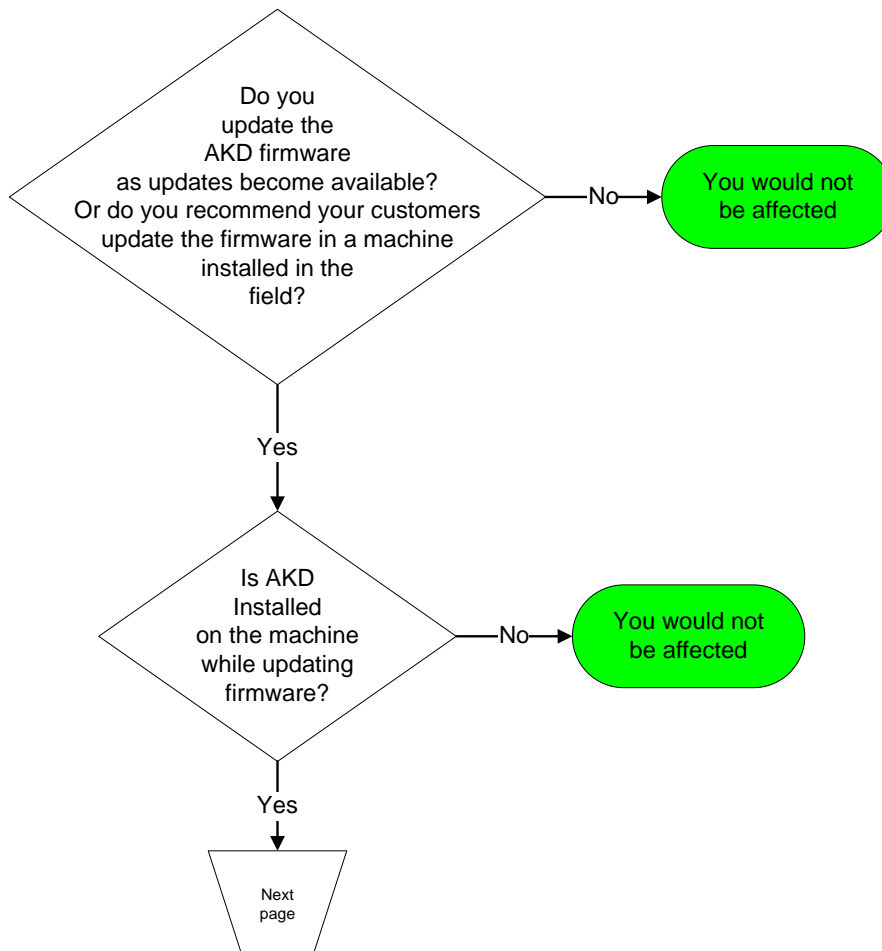 Do you
update the
AKD firmware
as updates become available?
Or do you recommend your customers
update the firmware in a machine
installed in the
field?
No
You would not
be affected
Yes
Is AKD
Installed
on the machine
while updating
firmware?
No
You would not
be affected
Yes
Next
page